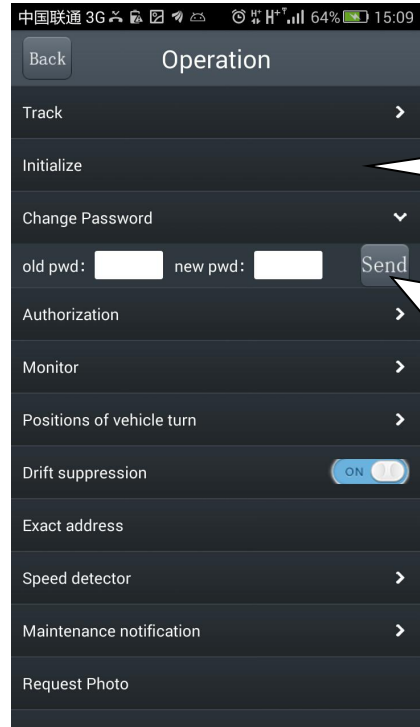 中国联通 3G 64% 15:09
Back Operation
Track
Initialize
Change Password
old pwd: new pwd: Send
Authorization
Monitor
Positions of vehicle turn
Drift suppression ON
Exact address
Speed detector
Maintenance notification
Request Photo